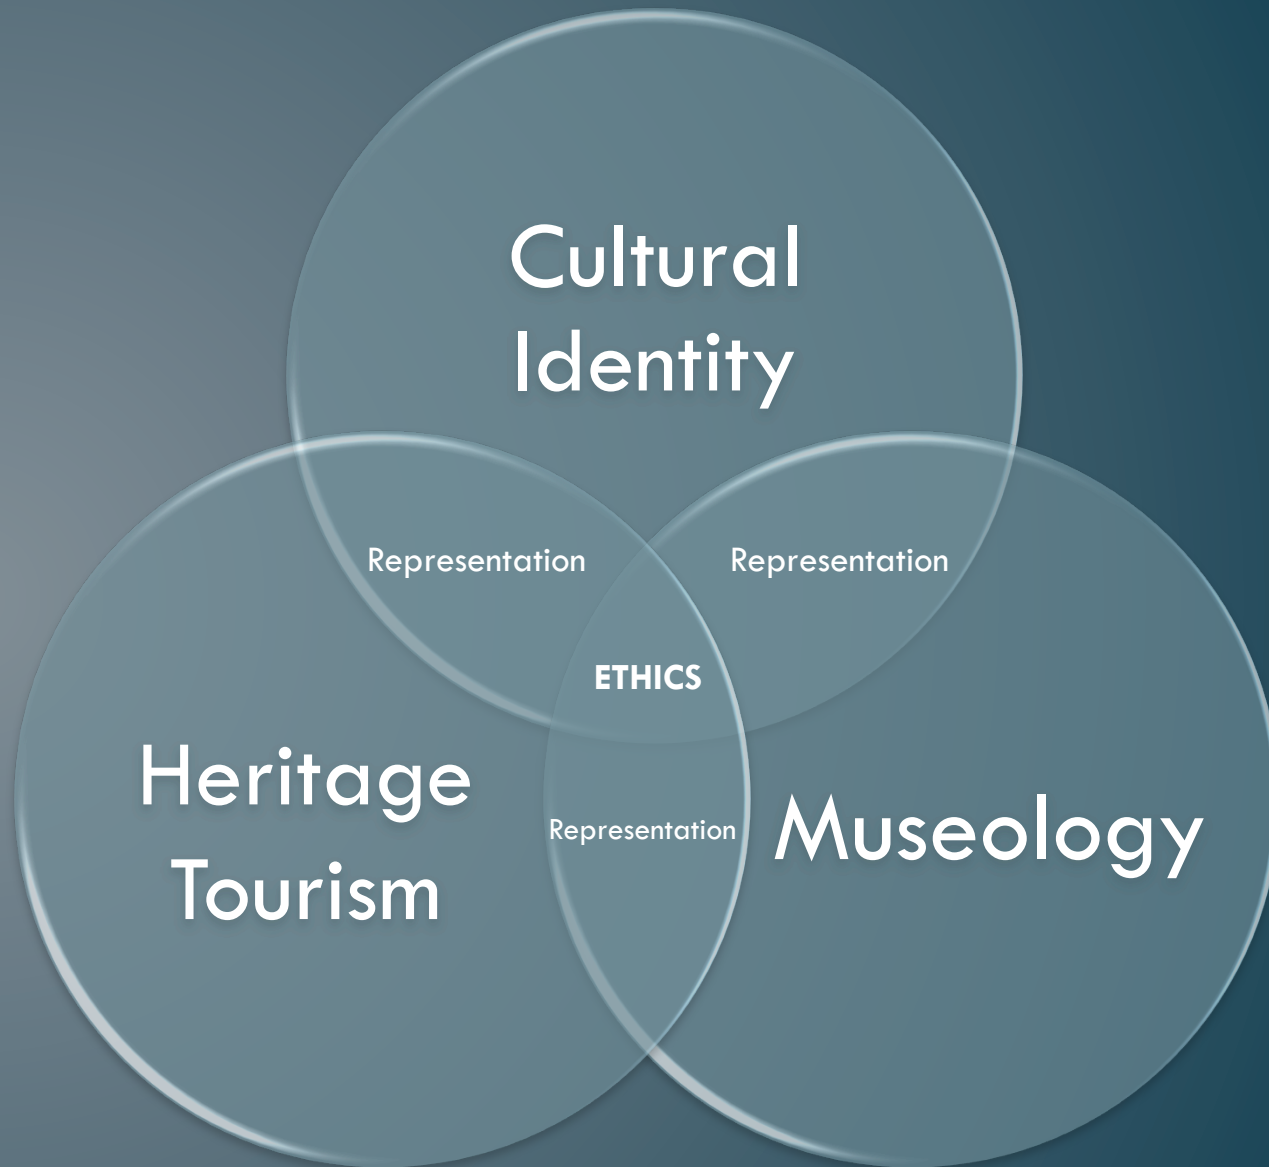 Cultural
Identity
Representation
Representation
ETHICS
Heritage
Tourism
Representation
Museology